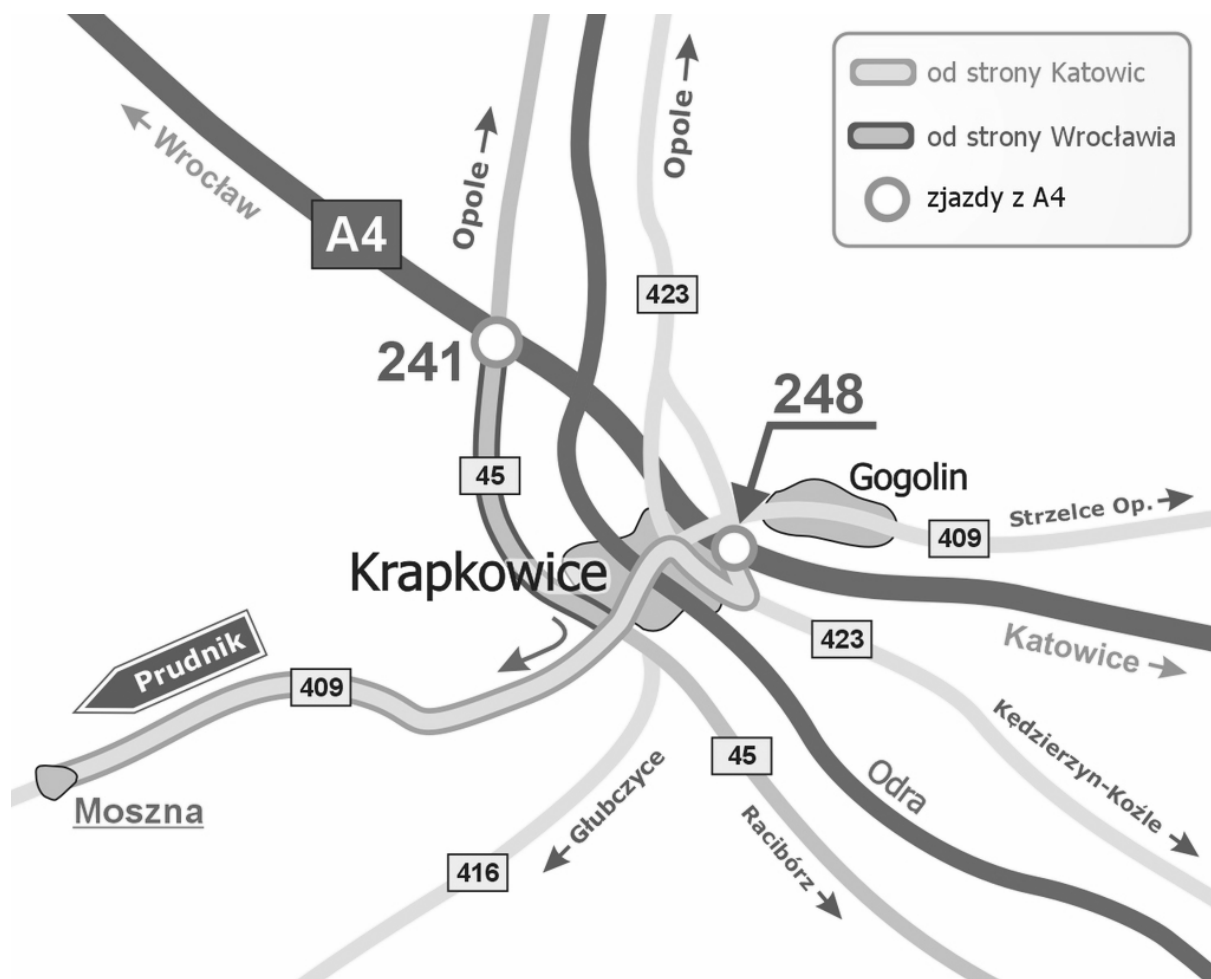 od strony Katowic
od strony Wrocławia
zjazdy z A4
Wrocław
Opole
Opole
A4
423
241
248
45
Gogolin
Strzelce Op.
409
Krapkowice
423
Katowice
Prudnik
409
Kędzierzyn-Koźle
45
Odra
Moszna
Głubczyce
Racibórz
416